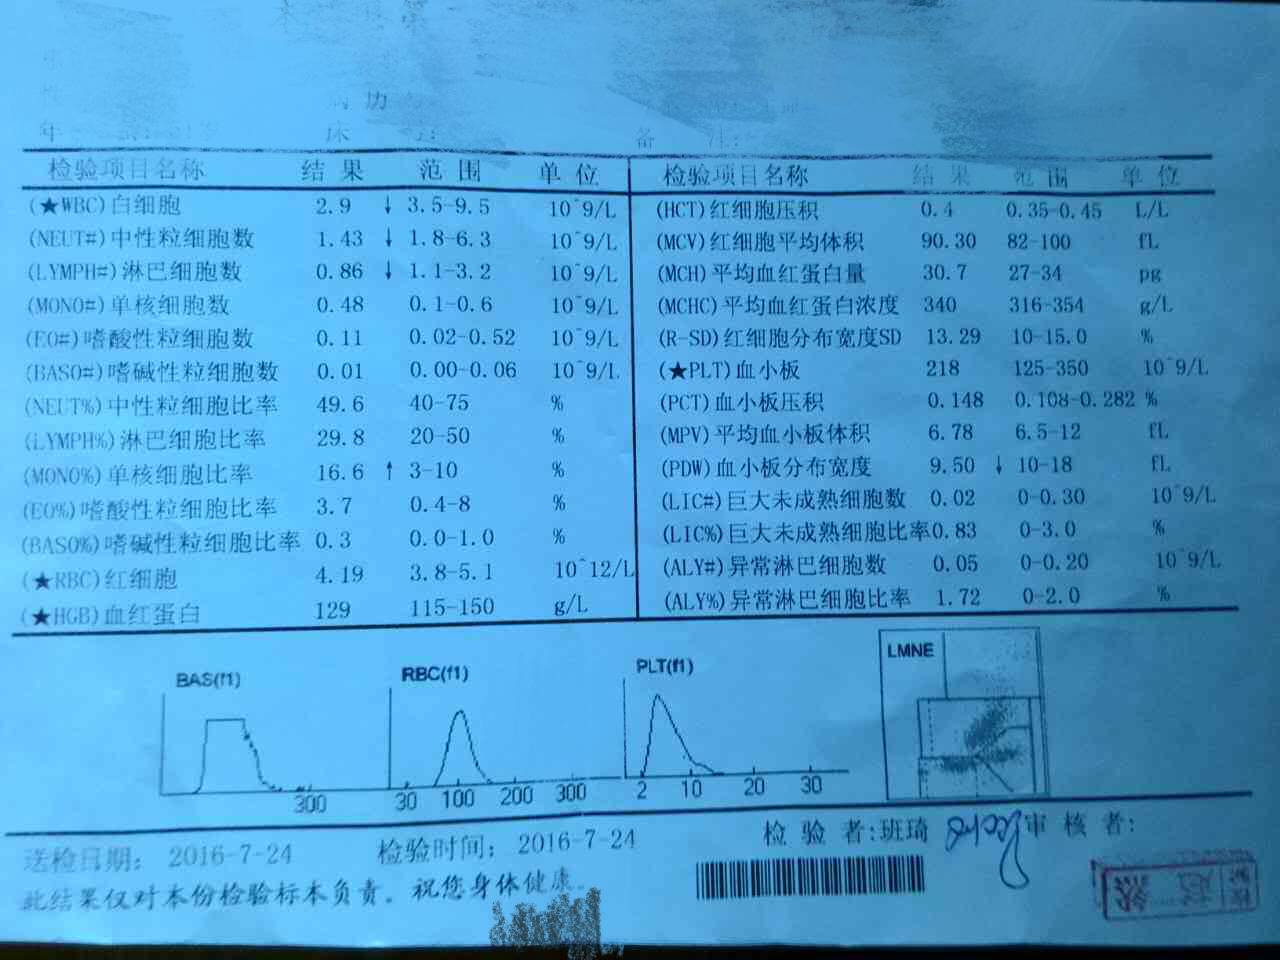 历
年
床
备 注:
检验项目名称 结 果 范 围 单 位 检验项目名称 结 果 范 围 单 位
(★WBC)白细胞 2.9 ↓ 3.5-9.5 10^9/L (HCT)红细胞压积 0.4 0.35-0.45 L/L
(NEUT#)中性粒细胞数 1.43 ↓ 1.8-6.3 10^9/L (MCV)红细胞平均体积 90.30 82-100 fL
(LYMPH#)淋巴细胞数 0.86 ↓ 1.1-3.2 10^9/L (MCH)平均血红蛋白量 30.7 27-34 pg
(MONO#)单核细胞数 0.48 0.1-0.6 10^9/L (MCHC)平均血红蛋白浓度 340 316-354 g/L
(EO#)嗜酸性粒细胞数 0.11 0.02-0.52 10^9/L (R-SD)红细胞分布宽度SD 13.29 10-15.0 %
(BASO#)嗜碱性粒细胞数 0.01 0.00-0.06 10^9/L (★PLT)血小板 218 125-350 10^9/L
(NEUT%)中性粒细胞比率 49.6 40-75 % (PCT)血小板压积 0.148 0.108-0.282 %
(LYMPH%)淋巴细胞比率 29.8 20-50 % (MPV)平均血小板体积 6.78 6.5-12 fL
(MONO%)单核细胞比率 16.6 ↑ 3-10 % (PDW)血小板分布宽度 9.50 ↓ 10-18 fL
(EO%)嗜酸性粒细胞比率 3.7 0.4-8 % (LIC#)巨大未成熟细胞数 0.02 0-0.30 10^9/L
(BASO%)嗜碱性粒细胞比率 0.3 0.0-1.0 % (LIC%)巨大未成熟细胞比率 0.83 0-3.0 %
(★RBC)红细胞 4.19 3.8-5.1 10^12/L (ALY#)异常淋巴细胞数 0.05 0-0.20 10^9/L
(★HGB)血红蛋白 129 115-150 g/L (ALY%)异常淋巴细胞比率 1.72 0-2.0 %
BAS(f1) RBC(f1) PLT(f1) LMNE
300 30 100 200 300 2 10 20 30
送检日期: 2016-7-24 检验时间: 2016-7-24 检 验 者:班琦 审 核 者:
此结果仅对本份检验标本负责。祝您身体健康。